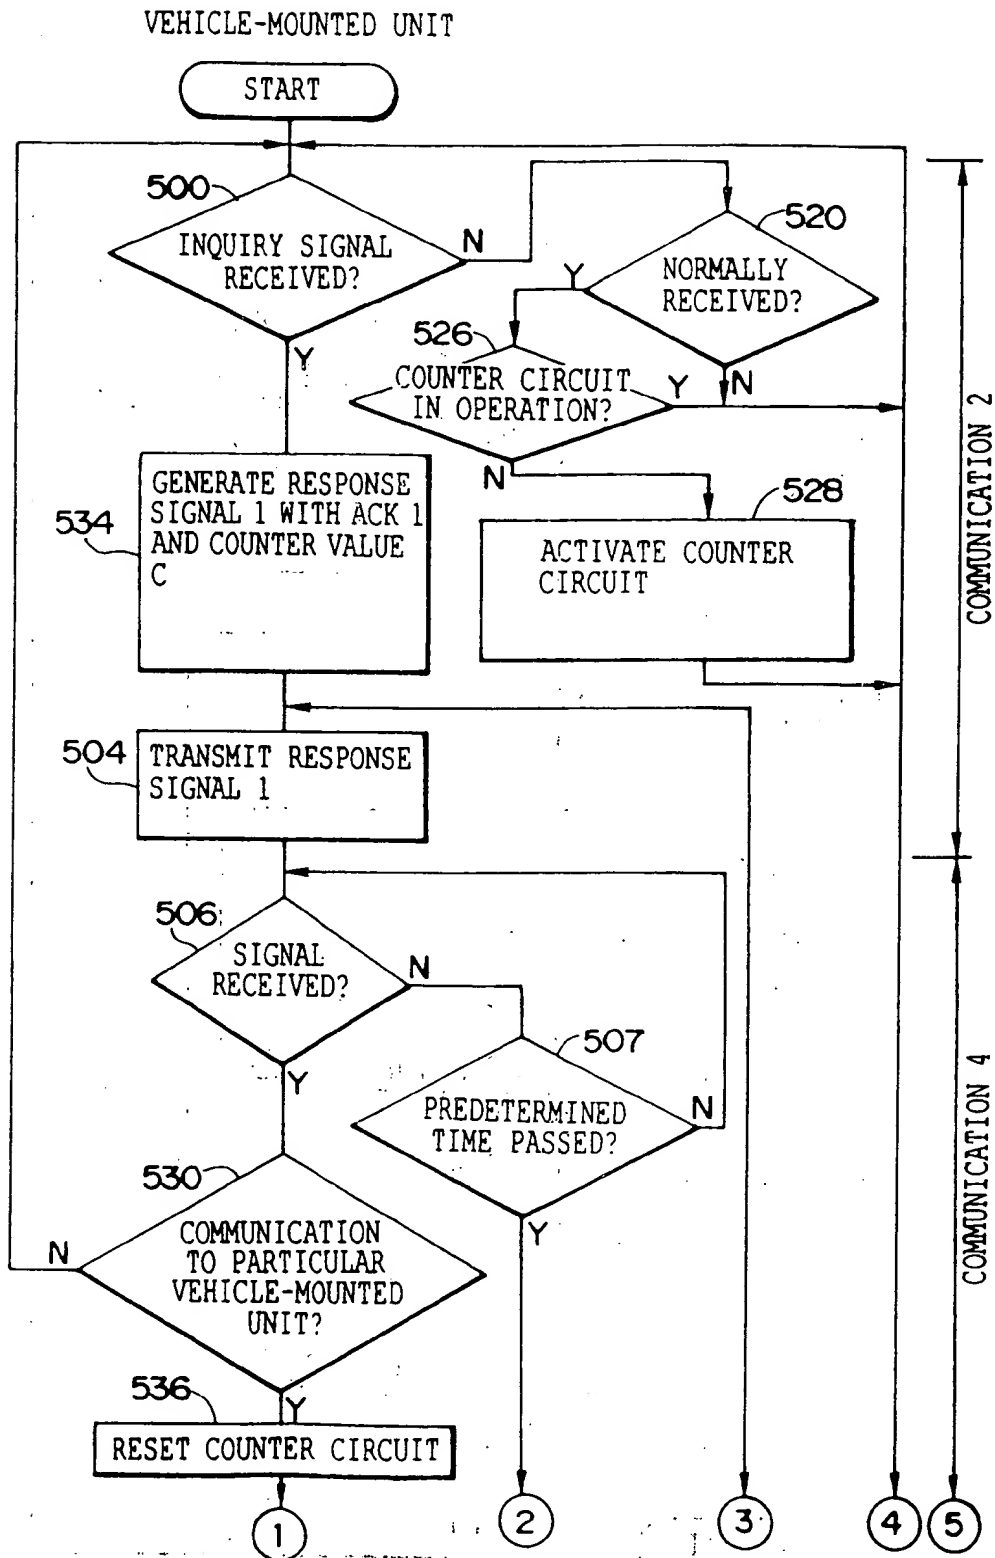 VEHICLE-MOUNTED UNIT
START
500
INQUIRY SIGNAL
RECEIVED?
N
Y
520
NORMALLY
RECEIVED?
Y
N
526
COUNTER CIRCUIT
IN OPERATION?
Y
N
528
ACTIVATE COUNTER
CIRCUIT
534
GENERATE RESPONSE
SIGNAL 1 WITH ACK 1
AND COUNTER VALUE
C
COMMUNICATION 2
504
TRANSMIT RESPONSE
SIGNAL 1
506
SIGNAL
RECEIVED?
N
Y
507
PREDETERMINED
TIME PASSED?
N
Y
530
COMMUNICATION
TO PARTICULAR
VEHICLE-MOUNTED
UNIT?
N
Y
COMMUNICATION 4
536
RESET COUNTER CIRCUIT
1
2
3
4
5